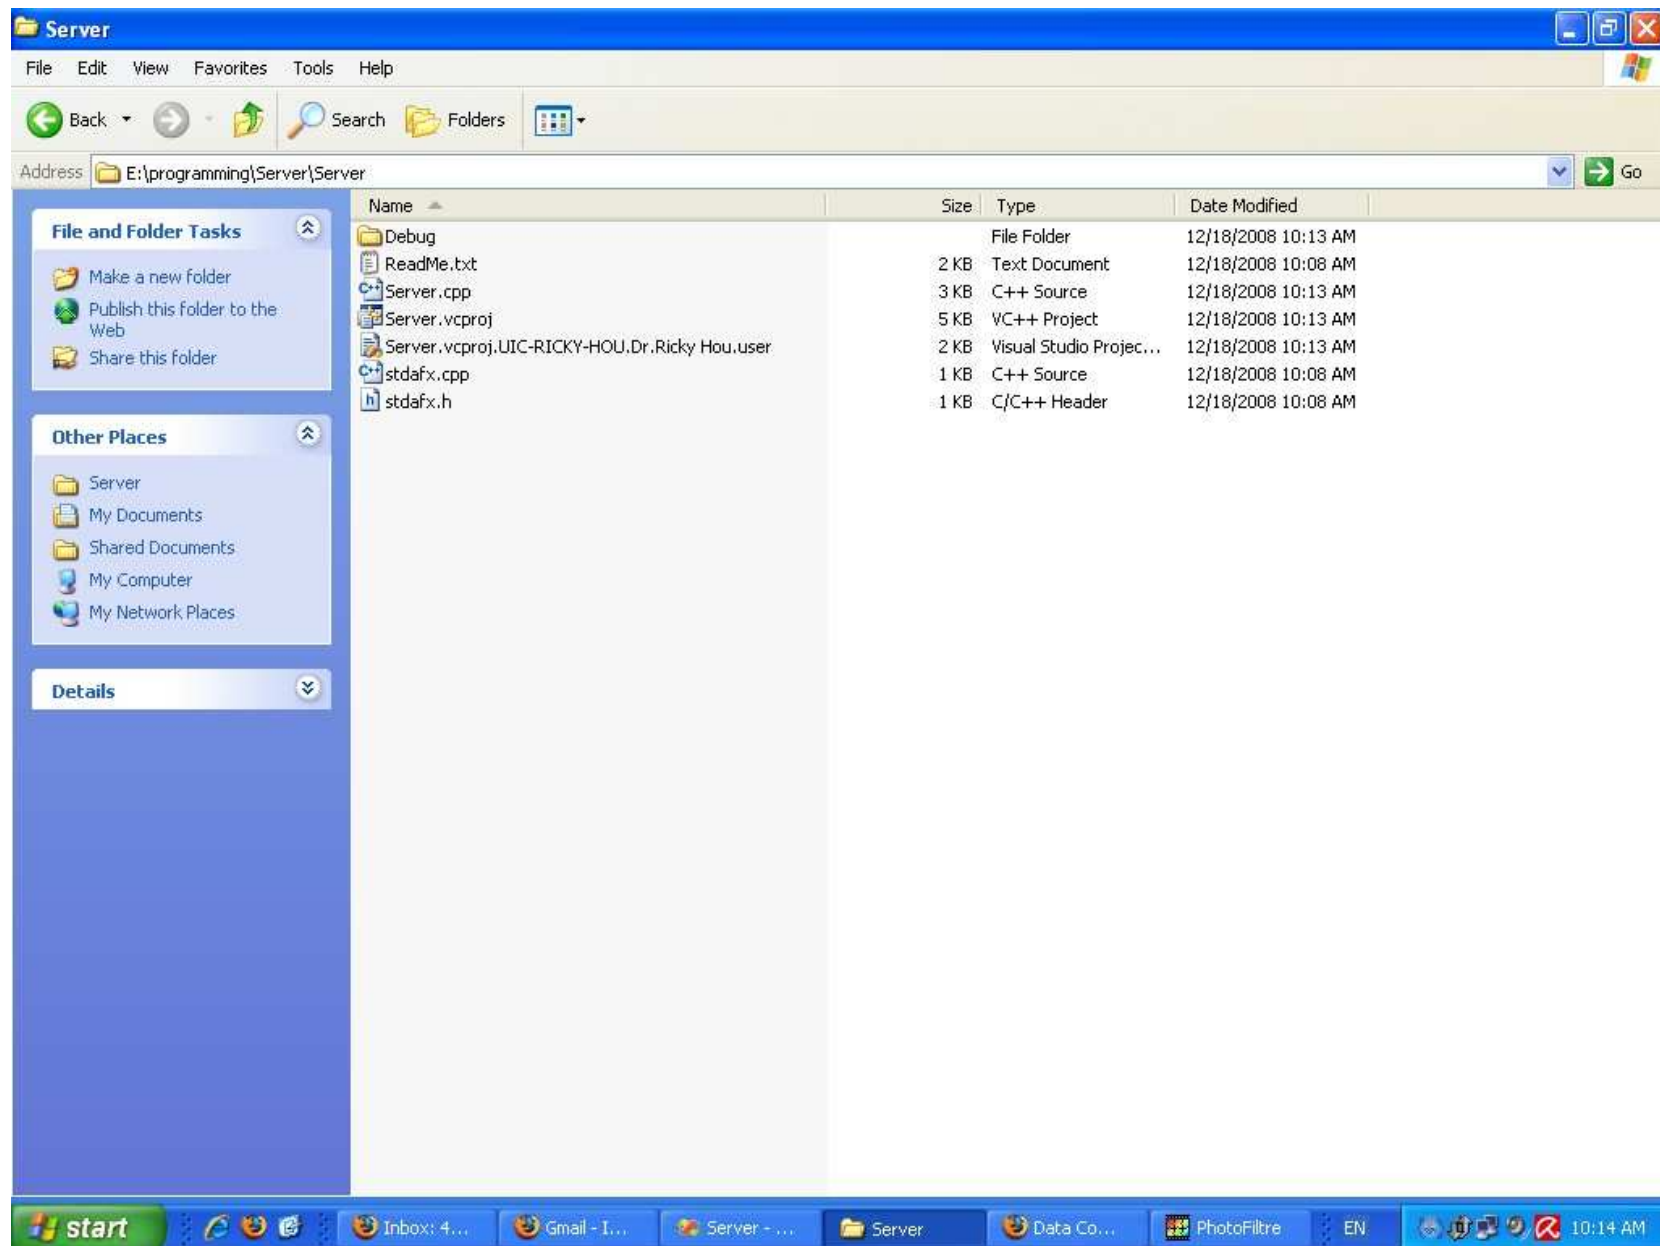 Server
File Edit View Favorites Tools Help
Back Search Folders
Address E:\programming\Server\Server Go
File and Folder Tasks
Make a new folder
Publish this folder to the
Web
Share this folder
Other Places
Server
My Documents
Shared Documents
My Computer
My Network Places
Details
Name Size Type Date Modified
Debug File Folder 12/18/2008 10:13 AM
ReadMe.txt 2 KB Text Document 12/18/2008 10:08 AM
Server.cpp 3 KB C++ Source 12/18/2008 10:13 AM
Server.vcproj 5 KB VC++ Project 12/18/2008 10:13 AM
Server.vcproj.UIC-RICKY-HOU.Dr.Ricky Hou.user 2 KB Visual Studio Projec... 12/18/2008 10:13 AM
stdafx.cpp 1 KB C++ Source 12/18/2008 10:08 AM
stdafx.h 1 KB C/C++ Header 12/18/2008 10:08 AM
start Inbox: 4... Gmail - I... Server - ... Server Data Co... PhotoFiltre EN 10:14 AM